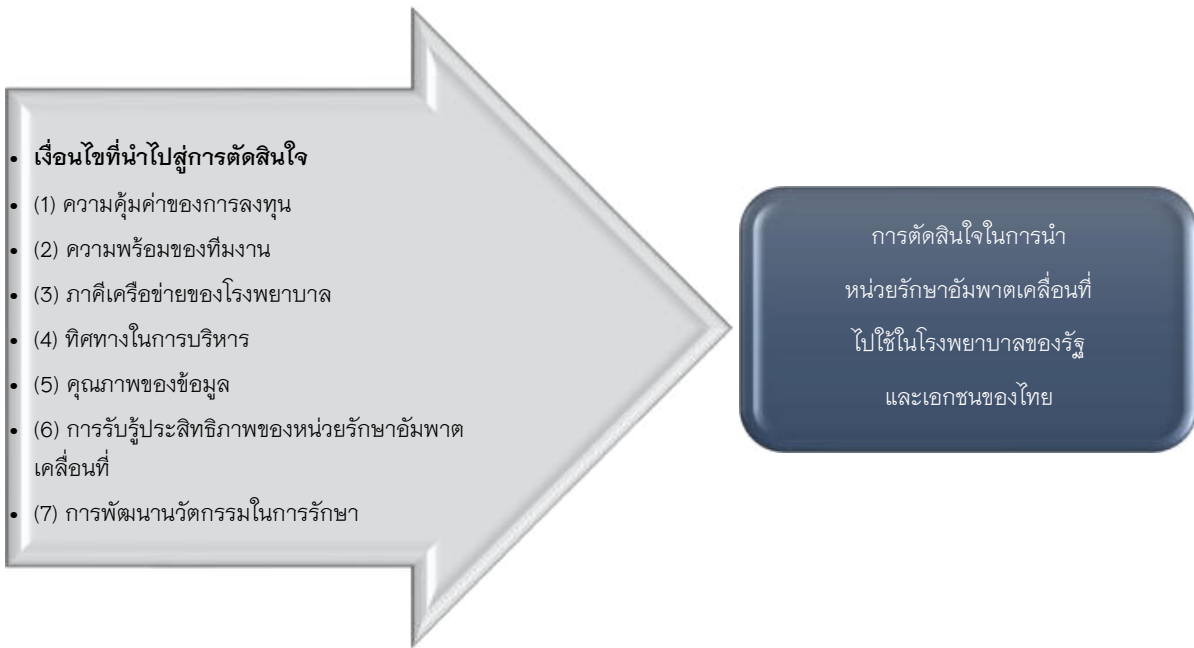 • เงื่อนไขที่นำไปสู่การตัดสินใจ
• (1) ความคุ้มค่าของการลงทุน
• (2) ความพร้อมของทีมงาน
• (3) ภาคีเครือข่ายของโรงพยาบาล
• (4) ทิศทางในการบริหาร
• (5) คุณภาพของข้อมูล
• (6) การรับรู้ประสิทธิภาพของหน่วยรักษาอัมพาต
เคลื่อนที่
• (7) การพัฒนานวัตกรรมในการรักษา
การตัดสินใจในการนำ
หน่วยรักษาอัมพาตเคลื่อนที่
ไปใช้ในโรงพยาบาลของรัฐ
และเอกชนของไทย